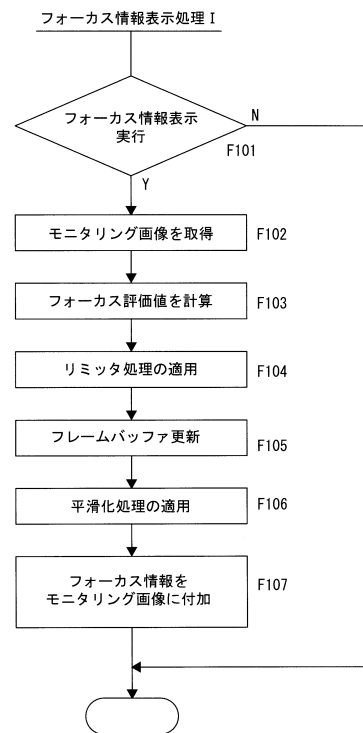 フォーカス情報表示処理Ⅰ
フォーカス情報表示
実行
N
F101
Y
モニタリング画像を取得
F102
フォーカス評価値を計算
F103
リミッタ処理の適用
F104
フレームバッファ更新
F105
平滑化処理の適用
F106
フォーカス情報を
モニタリング画像に付加
F107